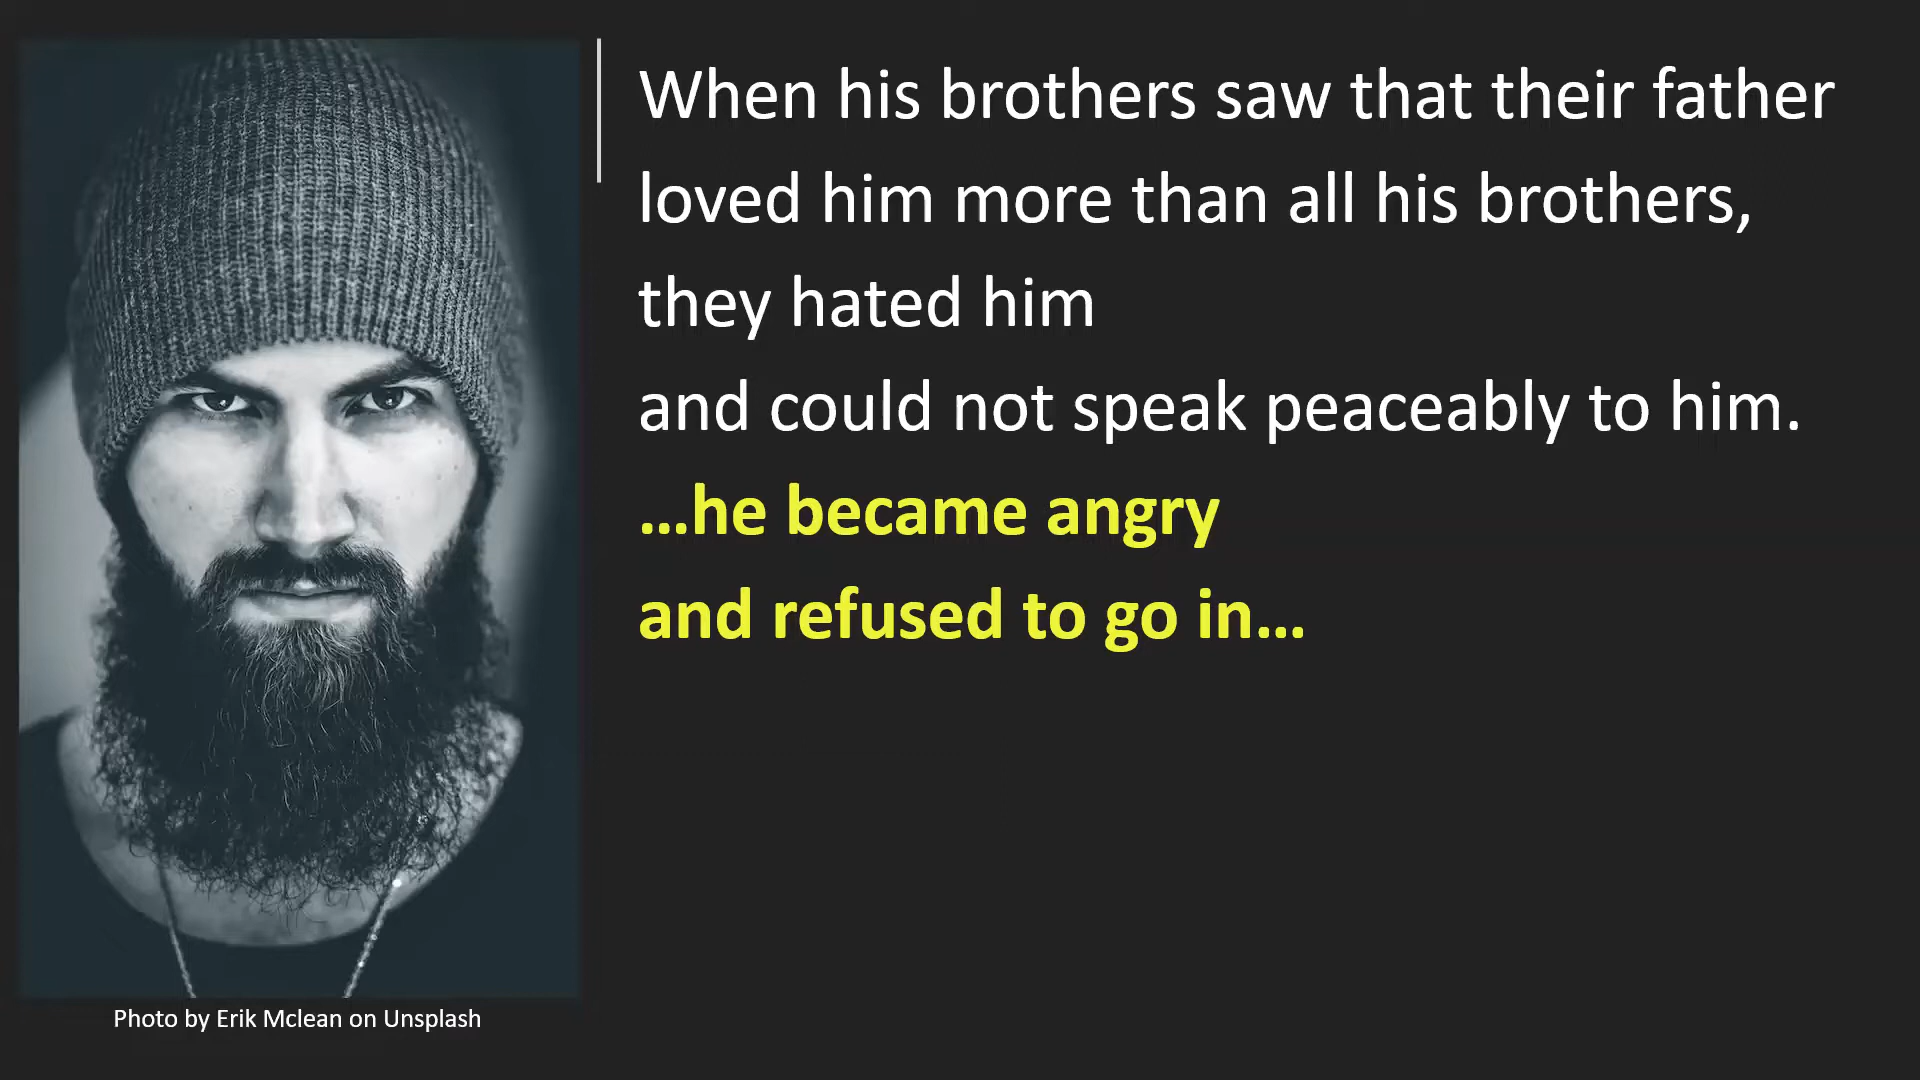 When his brothers saw that their father
loved him more than all his brothers,
they hated him
and could not speak peaceably to him.
…he became angry
and refused to go in…
Photo by Erik Mclean on Unsplash